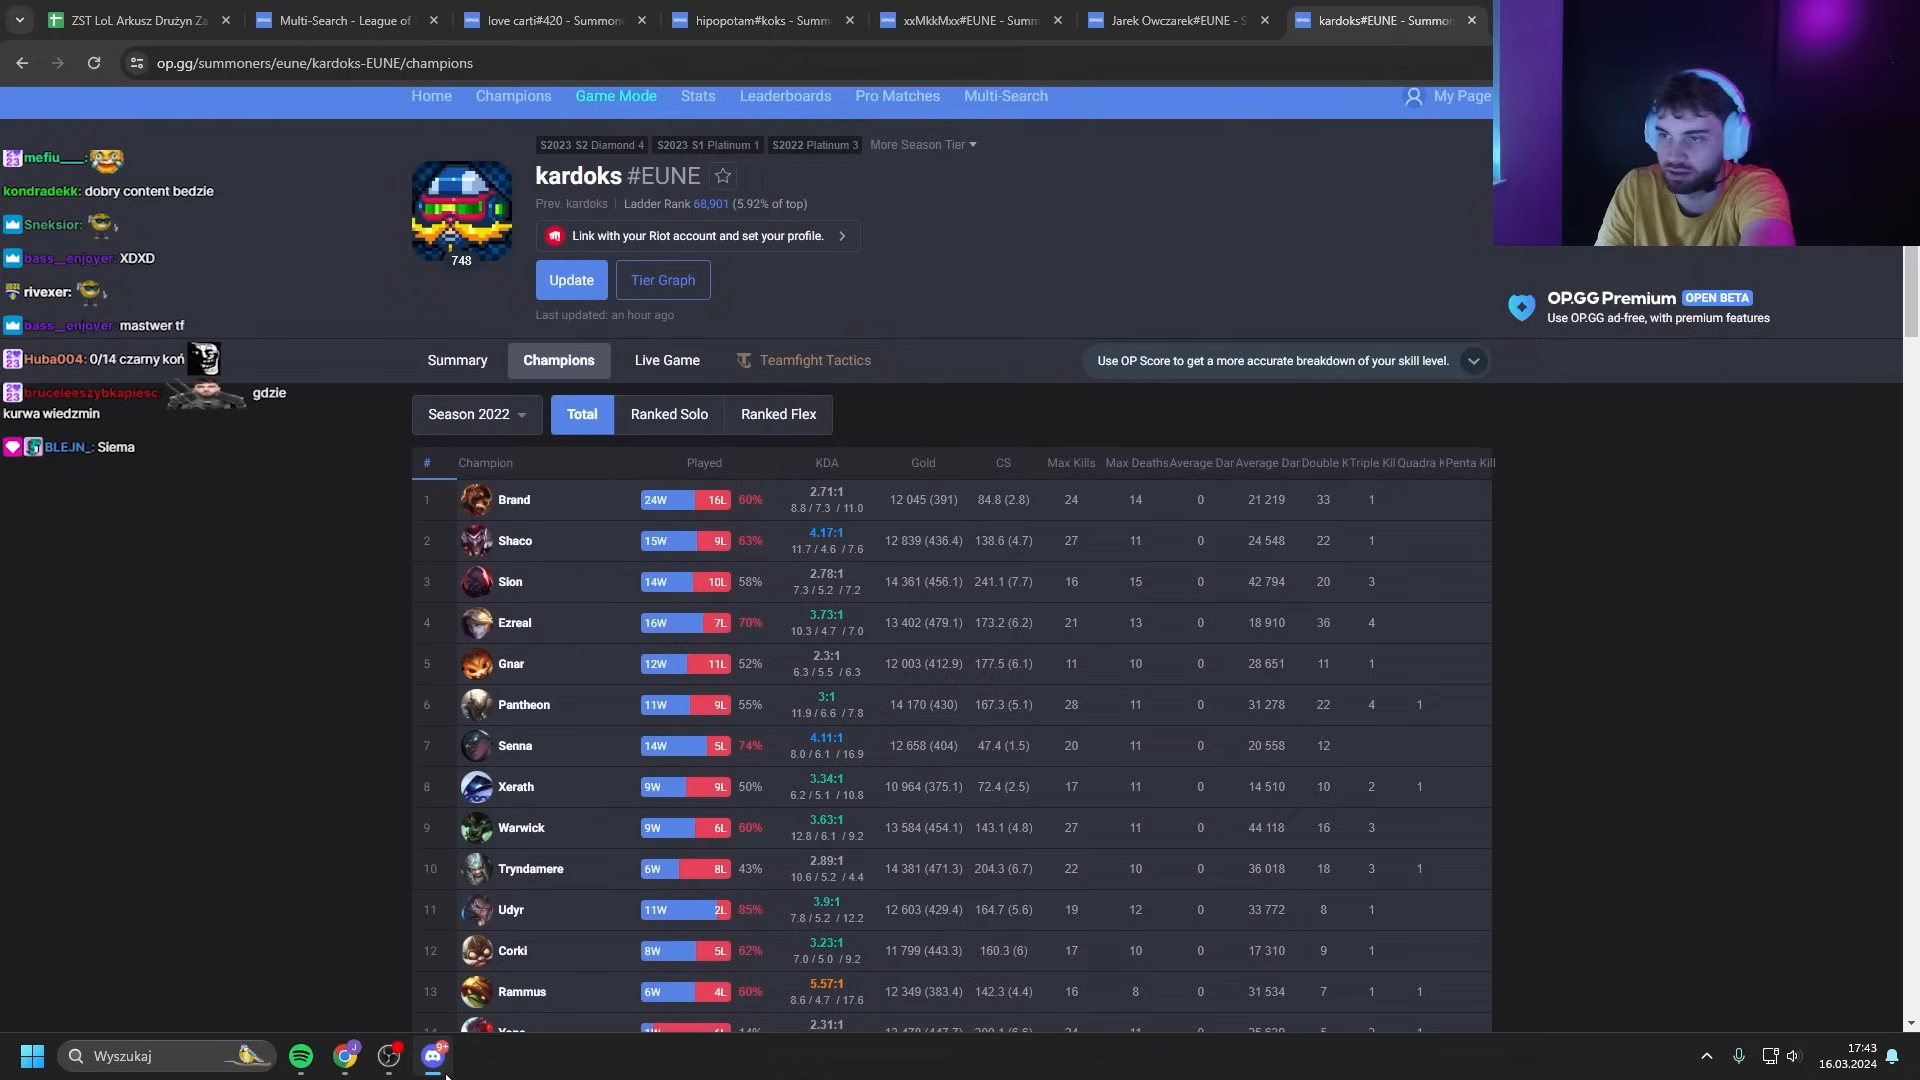 ZST LoL Arkusz Drużyn Za
Multi-Search - League of
love carti#420 - Summon
hipopotam#koks - Summ
xxMkkMxx#EUNE - Summ
Jarek Owczarek#EUNE - S
kardoks#EUNE - Summo
op.gg/summoners/eune/kardoks-EUNE/champions
Home Champions Game Mode Stats Leaderboards Pro Matches Multi-Search My Page
S2023 S2 Diamond 4 S2023 S1 Platinum 1 S2022 Platinum 3 More Season Tier
kardoks #EUNE
Prev. kardoks Ladder Rank 68,901 (5.92% of top)
Link with your Riot account and set your profile.
748
Update Tier Graph
Last updated: an hour ago
OP.GG Premium OPEN BETA
Use OP.GG ad-free, with premium features
mefiu___:
kondradekk: dobry content bedzie
Sneksior:
bass__enjoyer: XDXD
rivexer:
bass__enjoyer: mastwer tf
Huba004: 0/14 czarny koń
bruceleeszybkapiesc gdzie
kurwa wiedzmin
BLEJN_: Siema
Summary Champions Live Game Teamfight Tactics
Use OP Score to get a more accurate breakdown of your skill level.
Season 2022 Total Ranked Solo Ranked Flex
# Champion Played KDA Gold CS Max Kills Max Deaths Average Dar Average Dar Double K Triple Kil Quadra K Penta Kill
1 Brand 24W 16L 60% 2.71:1 12 045 (391) 84.8 (2.8) 24 14 0 21 219 33 1
8.8 / 7.3 / 11.0
2 Shaco 15W 9L 63% 4.17:1 12 839 (436.4) 138.6 (4.7) 27 11 0 24 548 22 1
11.7 / 4.6 / 7.6
3 Sion 14W 10L 58% 2.78:1 14 361 (456.1) 241.1 (7.7) 16 15 0 42 794 20 3
7.3 / 5.2 / 7.2
4 Ezreal 16W 7L 70% 3.73:1 13 402 (479.1) 173.2 (6.2) 21 13 0 18 910 36 4
10.3 / 4.7 / 7.0
5 Gnar 12W 11L 52% 2.3:1 12 003 (412.9) 177.5 (6.1) 11 10 0 28 651 11 1
6.3 / 5.5 / 6.3
6 Pantheon 11W 9L 55% 3:1 14 170 (430) 167.3 (5.1) 28 11 0 31 278 22 4 1
11.9 / 6.6 / 7.8
7 Senna 14W 5L 74% 4.11:1 12 658 (404) 47.4 (1.5) 20 11 0 20 558 12
8.0 / 6.1 / 16.9
8 Xerath 9W 9L 50% 3.34:1 10 964 (375.1) 72.4 (2.5) 17 11 0 14 510 10 2 1
6.2 / 5.1 / 10.8
9 Warwick 9W 6L 60% 3.63:1 13 584 (454.1) 143.1 (4.8) 27 11 0 44 118 16 3
12.8 / 6.1 / 9.2
10 Tryndamere 6W 8L 43% 2.89:1 14 381 (471.3) 204.3 (6.7) 22 10 0 36 018 18 3 1
10.6 / 5.2 / 4.4
11 Udyr 11W 2L 85% 3.9:1 12 603 (429.4) 164.7 (5.6) 19 12 0 33 772 8 1
7.8 / 5.2 / 12.2
12 Corki 8W 5L 62% 3.23:1 11 799 (443.3) 160.3 (6) 17 10 0 17 310 9 1
7.0 / 5.0 / 9.2
13 Rammus 6W 4L 60% 5.57:1 12 349 (383.4) 142.3 (4.4) 16 8 0 31 534 7 1 1
8.6 / 4.7 / 17.6
2.31:1
Wyszukaj
9+
17:43
16.03.2024